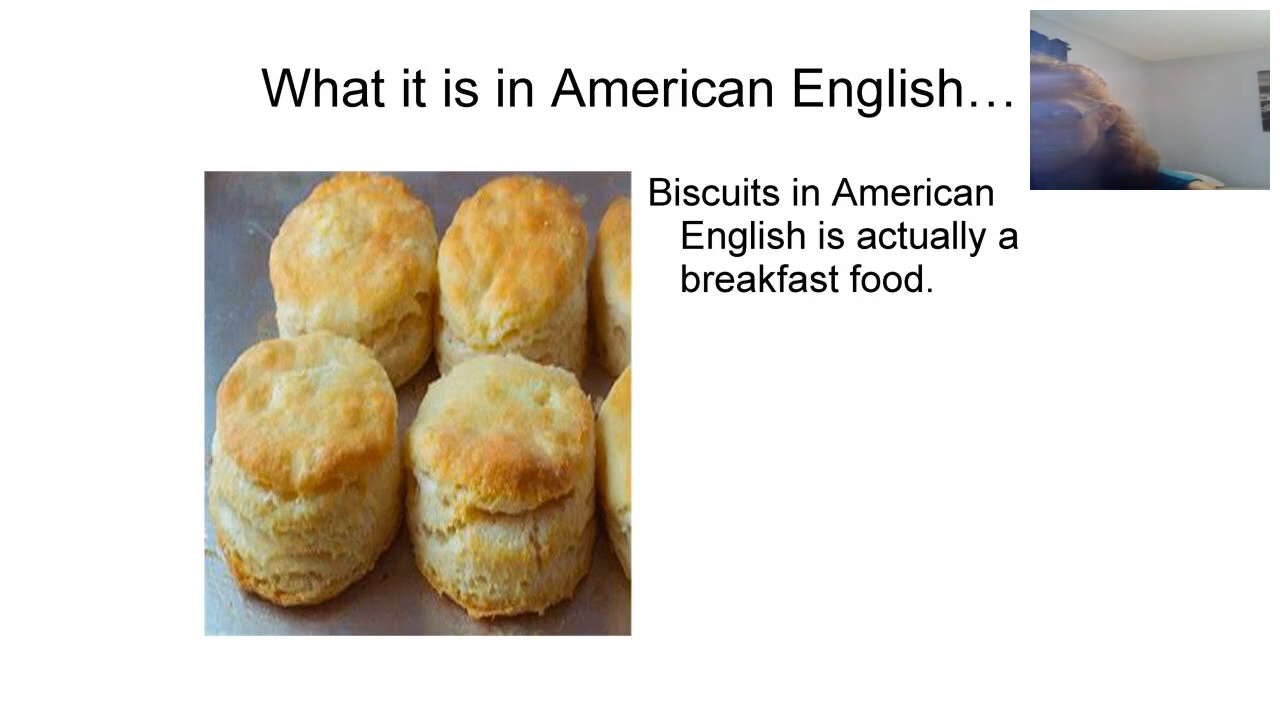 What it is in American English…
Biscuits in American
English is actually a
breakfast food.